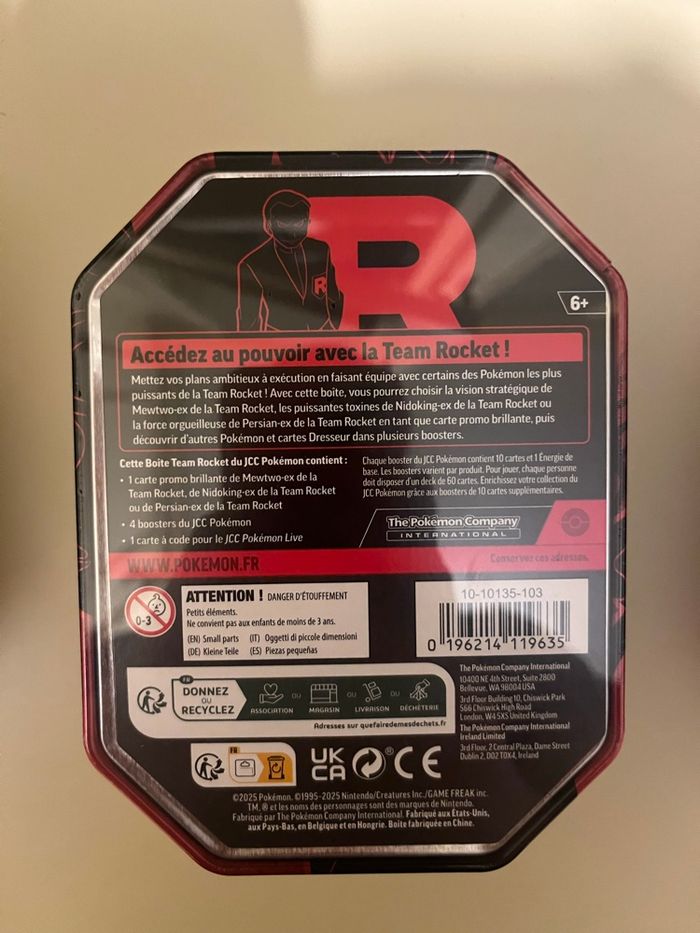 R
R
6+
Accédez au pouvoir avec la Team Rocket !
Mettez vos plans ambitieux à exécution en faisant équipe avec certains des Pokémon les plus
puissants de la Team Rocket ! Avec cette boîte, vous pourrez choisir la vision stratégique de
Mewtwo-ex de la Team Rocket, les puissantes toxines de Nidoking-ex de la Team Rocket ou
la force orgueilleuse de Persian-ex de la Team Rocket en tant que carte promo brillante, puis
découvrir d'autres Pokémon et cartes Dresseur dans plusieurs boosters.
Cette Boîte Team Rocket du JCC Pokémon contient :
• 1 carte promo brillante de Mewtwo-ex de la
Team Rocket, de Nidoking-ex de la Team Rocket
ou de Persian-ex de la Team Rocket
• 4 boosters du JCC Pokémon
• 1 carte à code pour le JCC Pokémon Live
Chaque booster du JCC Pokémon contient 10 cartes et 1 Énergie de
base. Les boosters varient par produit. Pour jouer, chaque personne
doit disposer d'un deck de 60 cartes. Enrichissez votre collection du
JCC Pokémon grâce aux boosters de 10 cartes supplémentaires.
The Pokémon Company
INTERNATIONAL
WWW.POKEMON.FR
Conservez ces adresses.
0-3
ATTENTION ! DANGER D'ÉTOUFFEMENT
Petits éléments.
Ne convient pas aux enfants de moins de 3 ans.
(EN) Small parts (IT) Oggetti di piccole dimensioni
(DE) Kleine Teile (ES) Piezas pequeñas
10-10135-103
0 196214 119635
FR
DONNEZ
OU
RECYCLEZ
ASSOCIATION
OU
MAGASIN
OU
LIVRAISON
OU
DÉCHÈTERIE
Adresses sur quefairedemesdechets.fr
The Pokémon Company International
10400 NE 4th Street, Suite 2800
Bellevue, WA 98004 USA
3rd Floor Building 10, Chiswick Park
566 Chiswick High Road
London, W4 5XS United Kingdom
The Pokémon Company International
Ireland Limited
3rd Floor, 2 Central Plaza, Dame Street
Dublin 2, D02 T0X4, Ireland
FR
UK
CA
®
CE
©2025 Pokémon. ©1995-2025 Nintendo/Creatures Inc./GAME FREAK inc.
TM, ® et les noms des personnages sont des marques de Nintendo.
Fabriqué par The Pokémon Company International. Fabriqué aux États-Unis,
aux Pays-Bas, en Belgique et en Hongrie. Boîte fabriquée en Chine.